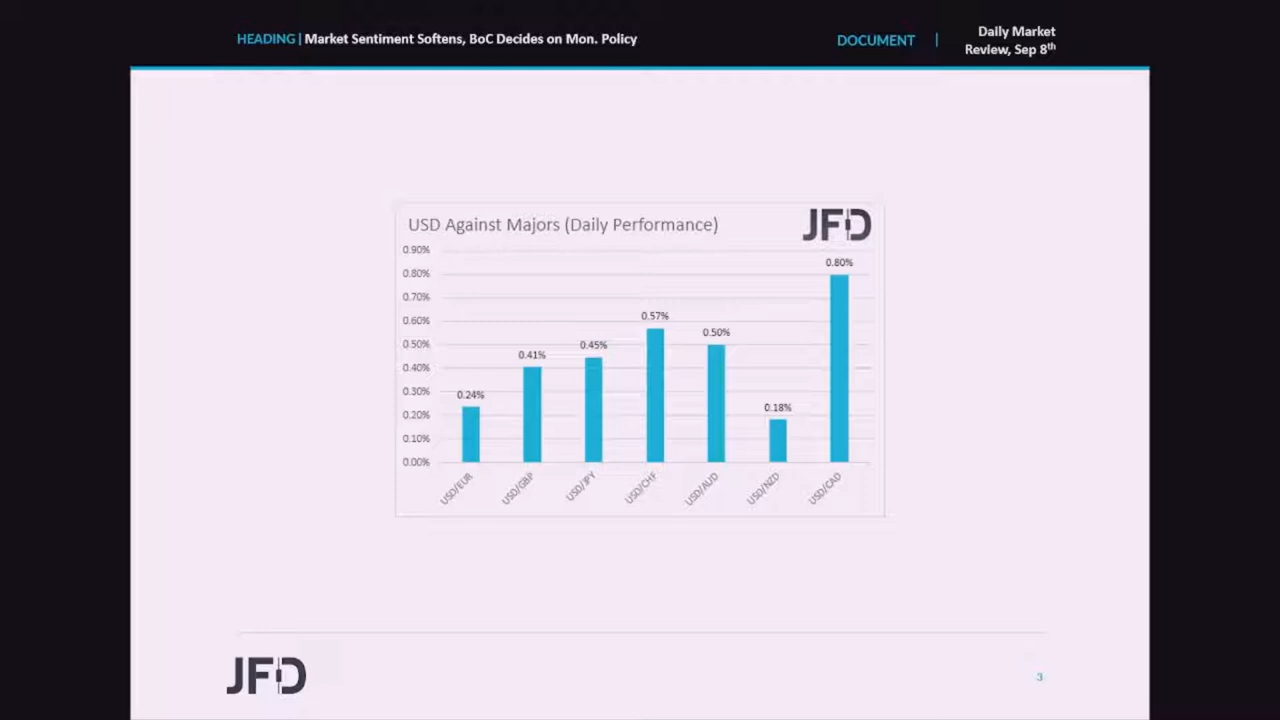 HEADING | Market Sentiment Softens, BoC Decides on Mon. Policy
DOCUMENT | Daily Market
Review, Sep 8th
USD Against Majors (Daily Performance)
JFD
0.90%
0.80%
0.70%
0.60%
0.50%
0.40%
0.30%
0.20%
0.10%
0.00%
0.24%
0.41%
0.45%
0.57%
0.50%
0.18%
0.80%
USD/EUR
USD/GBP
USD/JPY
USD/CHF
USD/AUD
USD/NZD
USD/CAD
JFD
3